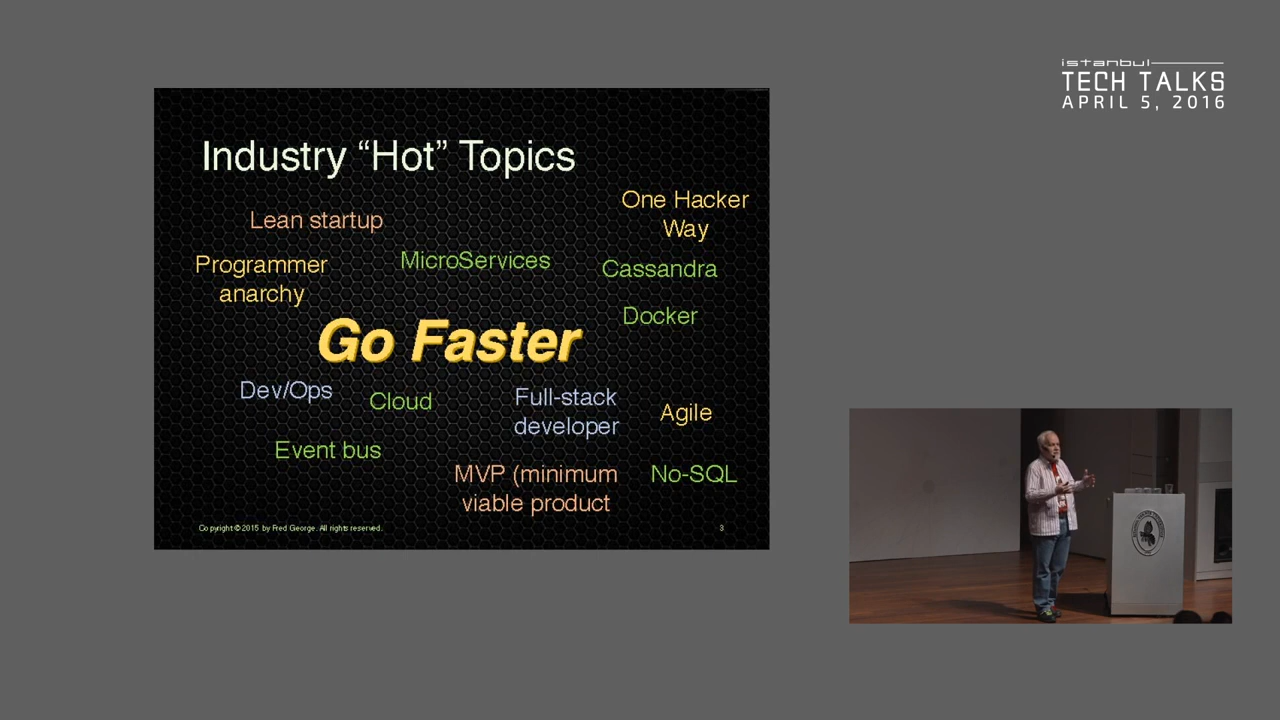 istanbul
TECH TALKS
APRIL 5, 2016
Industry “Hot” Topics
One Hacker
Way
Lean startup
MicroServices
Programmer
anarchy
Cassandra
Docker
Go Faster
Dev/Ops
Cloud
Full-stack
developer
Agile
Event bus
MVP (minimum
viable product
No-SQL
Copyright © 2015 by Fred George. All rights reserved.
3